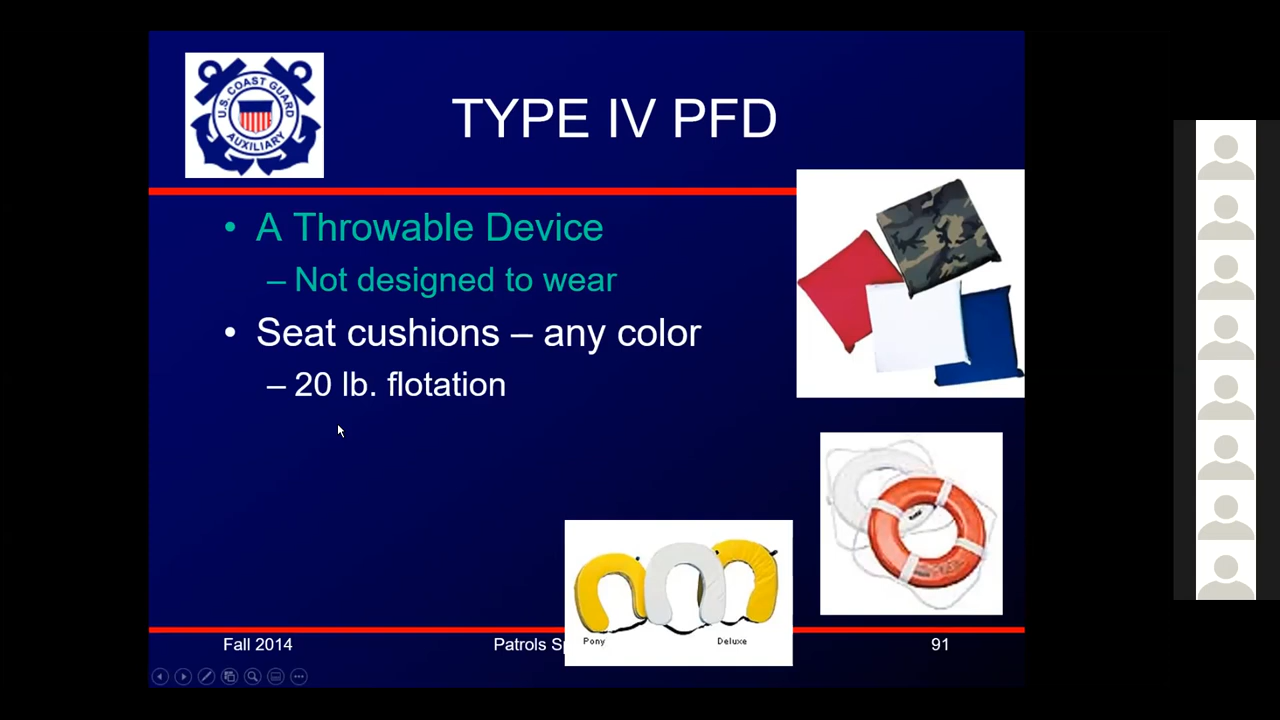 U.S. COAST GUARD
AUXILIARY
TYPE IV PFD
• A Throwable Device
– Not designed to wear
• Seat cushions – any color
– 20 lb. flotation
Pony
Deluxe
Fall 2014
Patrols
91